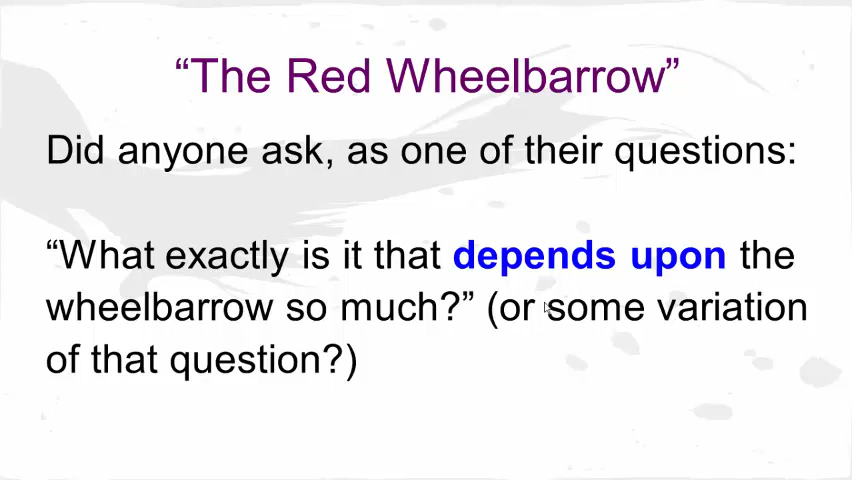 “The Red Wheelbarrow”
Did anyone ask, as one of their questions:
“What exactly is it that depends upon the
wheelbarrow so much?” (or some variation
of that question?)